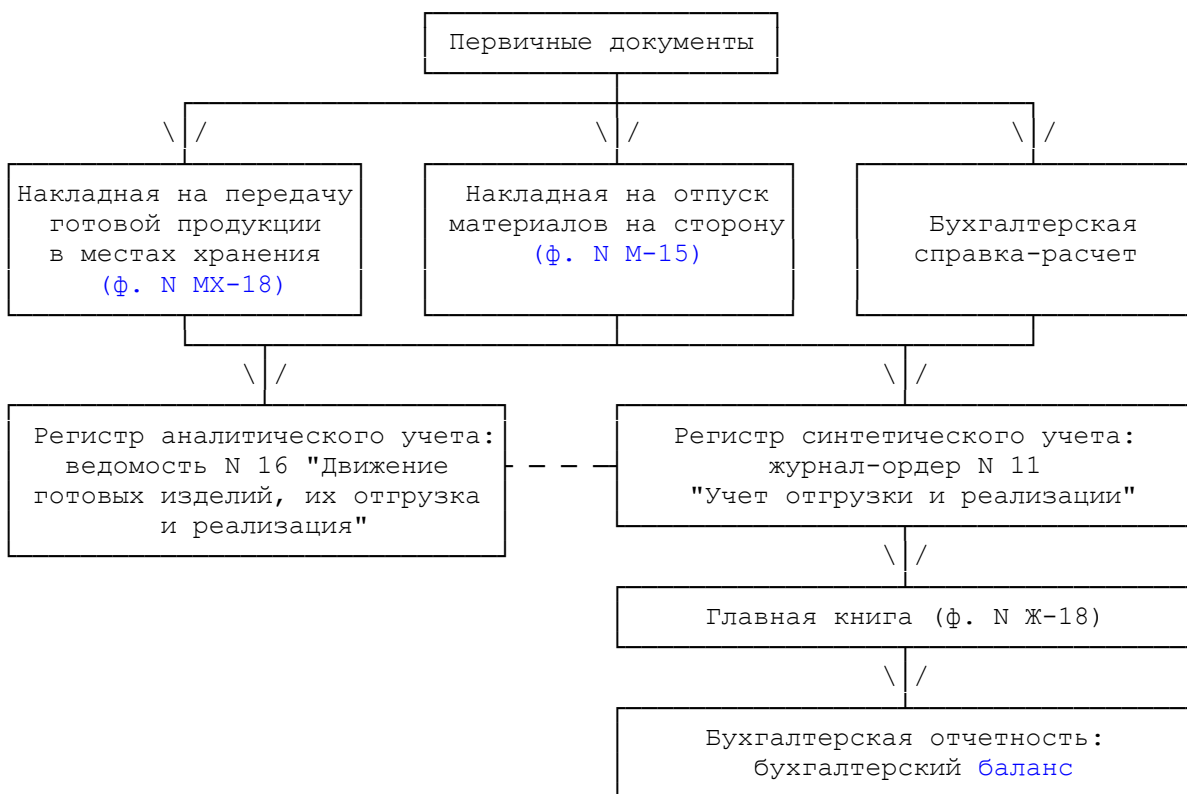 Первичные документы
Накладная на передачу
готовой продукции
в местах хранения
(ф. N МХ-18)
Накладная на отпуск
материалов на сторону
(ф. N М-15)
Бухгалтерская
справка-расчет
Регистр аналитического учета:
ведомость N 16 "Движение
готовых изделий, их отгрузка
и реализация"
Регистр синтетического учета:
журнал-ордер N 11
"Учет отгрузки и реализации"
Главная книга (ф. N Ж-18)
Бухгалтерская отчетность:
бухгалтерский баланс